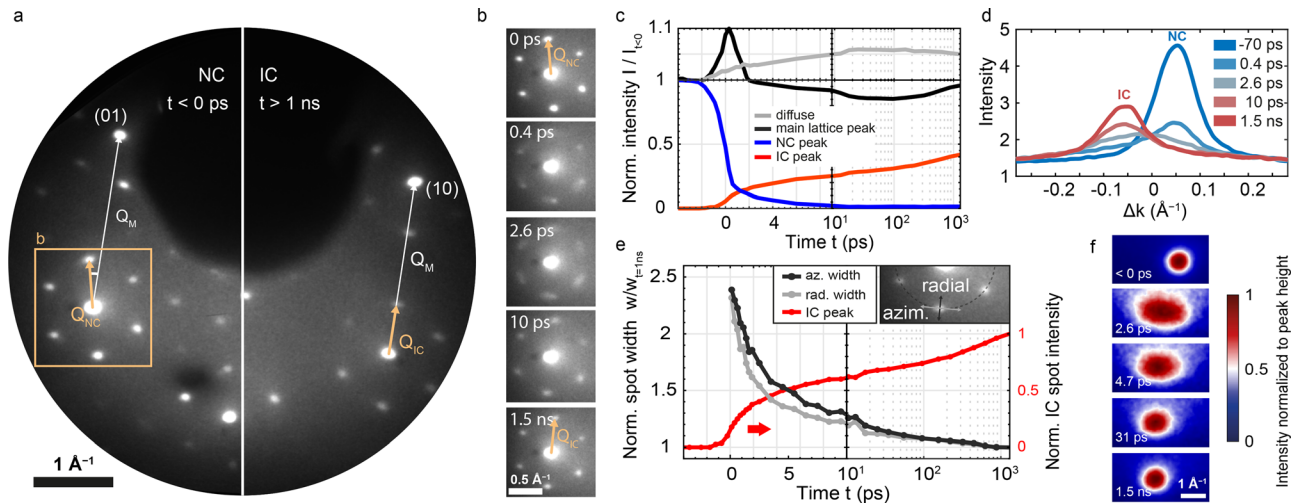 a
NC
t < 0 ps
IC
t > 1 ns
(01)
(10)
Q_M
Q_M
b
Q_NC
Q_IC
1 Å⁻¹
b
0 ps
Q_NC
0.4 ps
2.6 ps
10 ps
1.5 ns
Q_IC
0.5 Å⁻¹
c
Norm. intensity I / I_t<0
1.1
1
1
0.5
0
diffuse
main lattice peak
NC peak
IC peak
0 4 10¹ 10² 10³
Time t (ps)
d
Intensity
5
4
3
2
1
NC
IC
-70 ps
0.4 ps
2.6 ps
10 ps
1.5 ns
-0.2 -0.1 0 0.1 0.2
Δk (Å⁻¹)
e
Norm. spot width w/w_t=1ns
2.5
2.0
1.5
1
az. width
rad. width
IC peak
radial
azim.
1
0.5
0
Norm. IC spot intensity
0 5 10¹ 10² 10³
Time t (ps)
f
< 0 ps
2.6 ps
4.7 ps
31 ps
1.5 ns
1 Å⁻¹
1
0.5
0
Intensity normalized to peak height